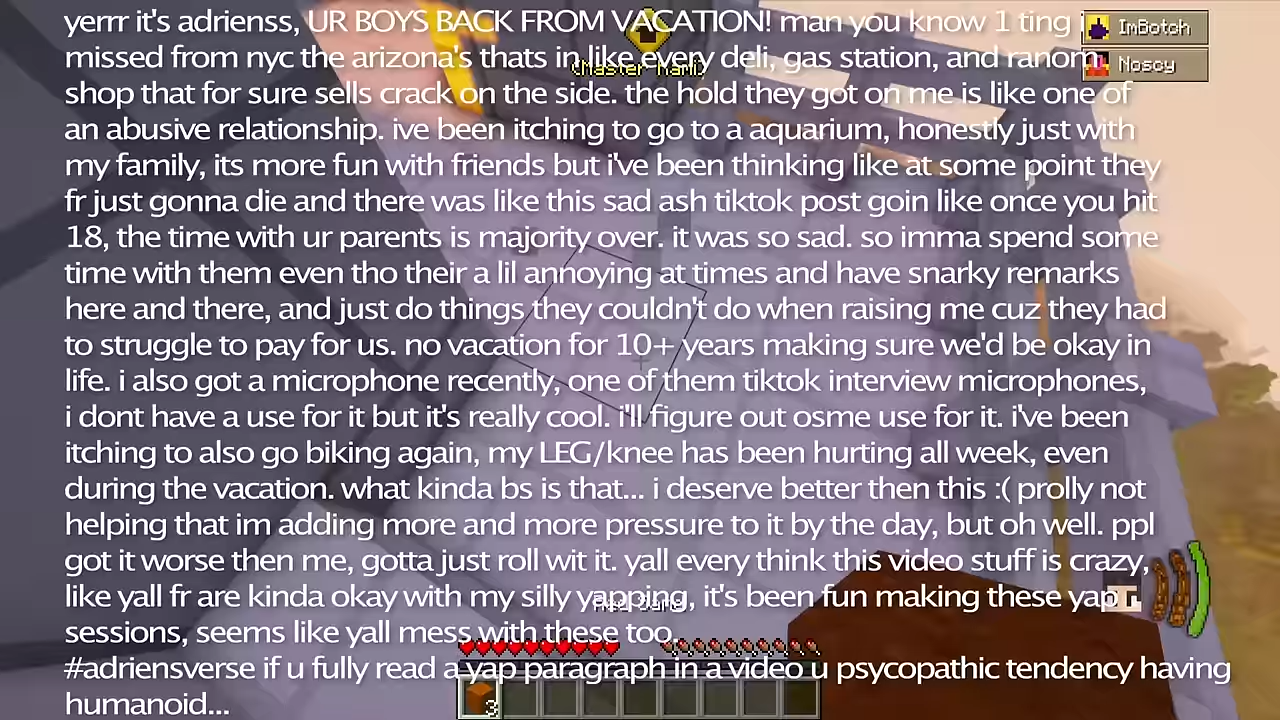 yerrr it's adrienss, UR BOYS BACK FROM VACATION! man you know 1 ting i
missed from nyc the arizona's thats in like every deli, gas station, and ranom
shop that for sure sells crack on the side. the hold they got on me is like one of
an abusive relationship. ive been itching to go to a aquarium, honestly just with
my family, its more fun with friends but i've been thinking like at some point they
fr just gonna die and there was like this sad ash tiktok post goin like once you hit
18, the time with ur parents is majority over. it was so sad. so imma spend some
time with them even tho their a lil annoying at times and have snarky remarks
here and there, and just do things they couldn't do when raising me cuz they had
to struggle to pay for us. no vacation for 10+ years making sure we'd be okay in
life. i also got a microphone recently, one of them tiktok interview microphones,
i dont have a use for it but it's really cool. i'll figure out osme use for it. i've been
itching to also go biking again, my LEG/knee has been hurting all week, even
during the vacation. what kinda bs is that... i deserve better then this :( prolly not
helping that im adding more and more pressure to it by the day, but oh well. ppl
got it worse then me, gotta just roll wit it. yall every think this video stuff is crazy,
like yall fr are kinda okay with my silly yapping, it's been fun making these yap
sessions, seems like yall mess with these too.
#adriensverse if u fully read a yap paragraph in a video u psycopathic tendency having
humanoid...
ImBotch
Noscy
3